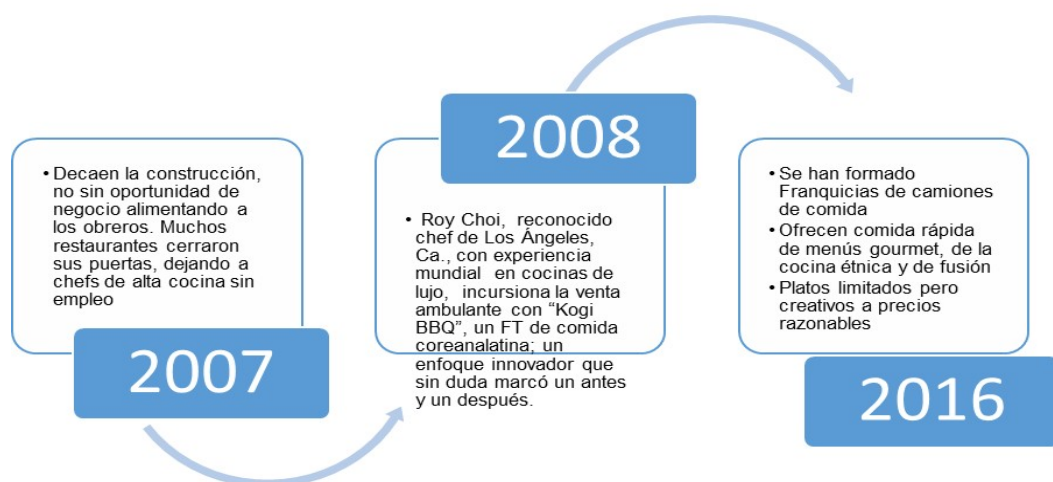 • Decaen la construcción,
no sin oportunidad de
negocio alimentando a
los obreros. Muchos
restaurantes cerraron
sus puertas, dejando a
chefs de alta cocina sin
empleo
2007
2008
• Roy Choi, reconocido
chef de Los Ángeles,
Ca., con experiencia
mundial en cocinas de
lujo, incursiona la venta
ambulante con “Kogi
BBQ”, un FT de comida
coreanalatina; un
enfoque innovador que
sin duda marcó un antes
y un después.
• Se han formado
Franquicias de camiones
de comida
• Ofrecen comida rápida
de menús gourmet, de la
cocina étnica y de fusión
• Platos limitados pero
creativos a precios
razonables
2016